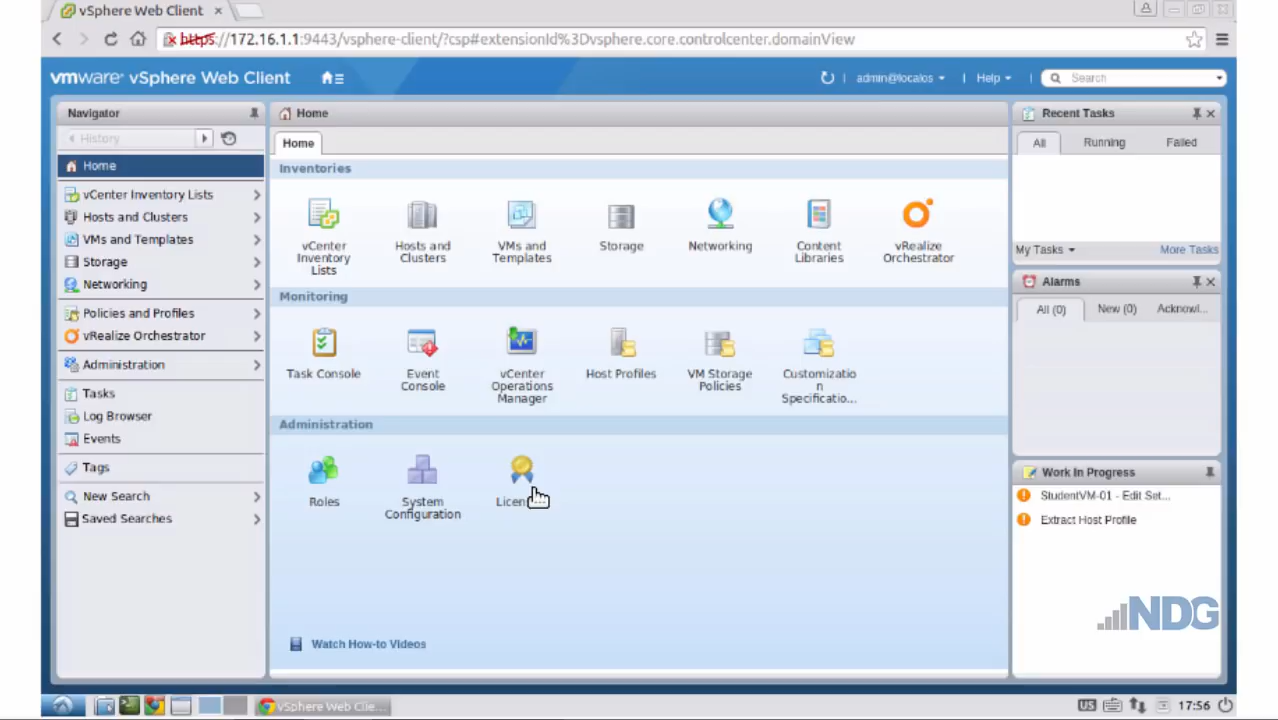 vSphere Web Client
https://172.16.1.1:9443/vsphere-client/?csp#extensionId%3Dvsphere.core.controlcenter.domainView
vmware® vSphere Web Client
admin@localos
Help
Search
Navigator
History
Home
vCenter Inventory Lists
Hosts and Clusters
VMs and Templates
Storage
Networking
Policies and Profiles
vRealize Orchestrator
Administration
Tasks
Log Browser
Events
Tags
New Search
Saved Searches
Home
Home
Inventories
vCenter
Inventory
Lists
Hosts and
Clusters
VMs and
Templates
Storage
Networking
Content
Libraries
vRealize
Orchestrator
Monitoring
Task Console
Event
Console
vCenter
Operations
Manager
Host Profiles
VM Storage
Policies
Customizatio
n
Specificatio...
Administration
Roles
System
Configuration
Watch How-to Videos
Recent Tasks
All
Running
Failed
My Tasks
More Tasks
Alarms
All (0)
New (0)
Acknowl...
Work In Progress
StudentVM-01 - Edit Set...
Extract Host Profile
NDG
vSphere Web Clie...
US
17:56